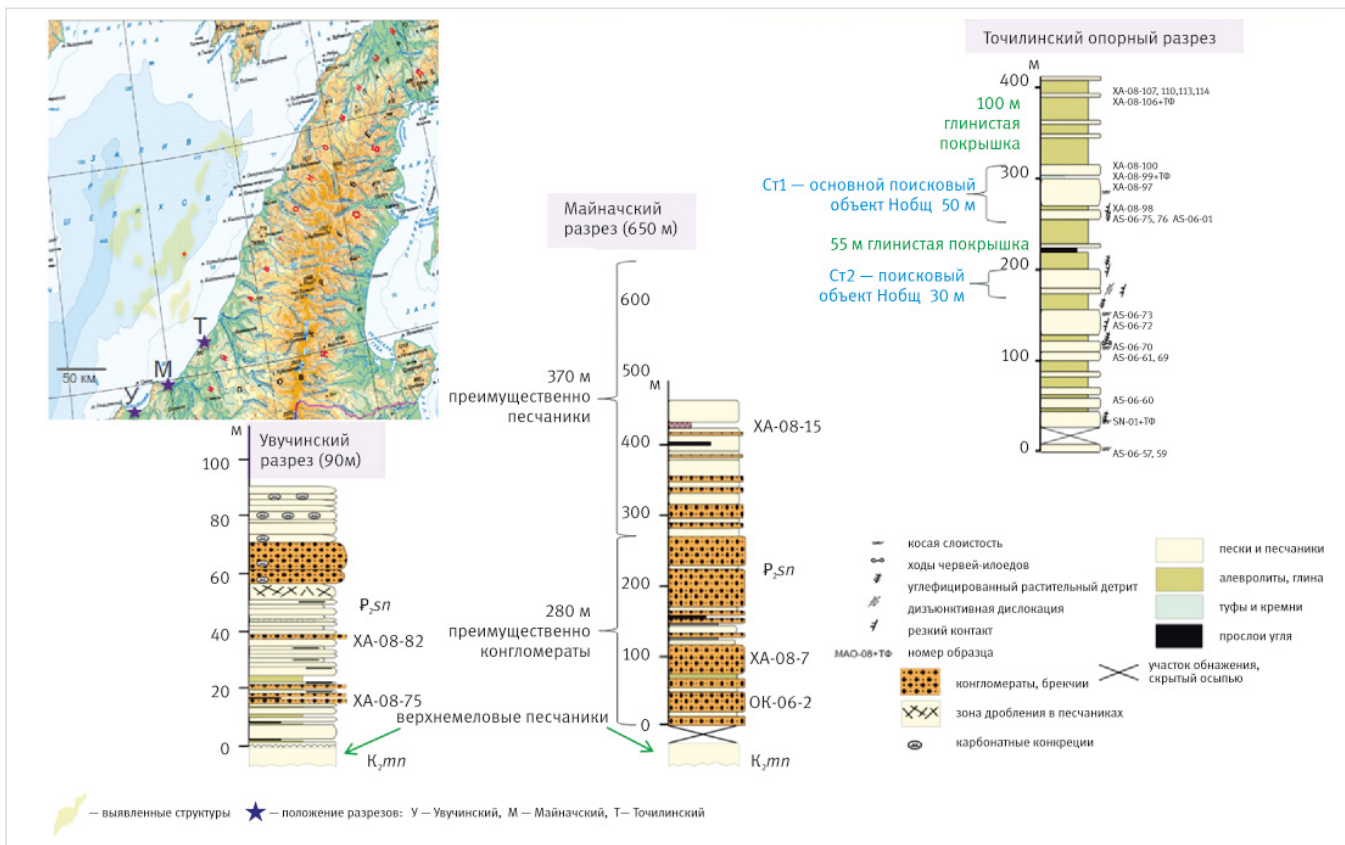 ЗАЛИВ
ШЕЛИХОВА
50 км
Т
М
У
Точилинский опорный разрез
м
400
300
200
100
0
100 м
глинистая
покрышка
Ст1 — основной поисковый
объект Hобщ 50 м
55 м глинистая покрышка
Ст2 — поисковый
объект Hобщ 30 м
ХА-08-107, 110,113,114
ХА-08-106+ТФ
ХА-08-100
ХА-08-99+ТФ
ХА-08-97
ХА-08-98
AS-06-75, 76 AS-06-01
AS-06-73
AS-06-72
AS-06-70
AS-06-61, 69
AS-06-60
SN-01+ТФ
AS-06-57, 59
Майначский
разрез (650 м)
600
500
м
400
300
200
100
0
370 м
преимущественно
песчаники
280 м
преимущественно
конгломераты
ХА-08-15
₽₂sn
ХА-08-7
ОК-06-2
K₂mn
Увучинский
разрез (90м)
м
100
80
60
40
20
0
₽₂sn
ХА-08-82
ХА-08-75
верхнемеловые песчаники
K₂mn
косая слоистость
ходы червей-илоедов
углефицированный растительный детрит
дизъюнктивная дислокация
резкий контакт
МАО-08+ТФ номер образца
конгломераты, брекчии
зона дробления в песчаниках
карбонатные конкреции
пески и песчаники
алевролиты, глина
туфы и кремни
прослои угля
участок обнажения,
скрытый осыпью
— выявленные структуры — положение разрезов: У — Увучинский, М — Майначский, Т— Точилинский